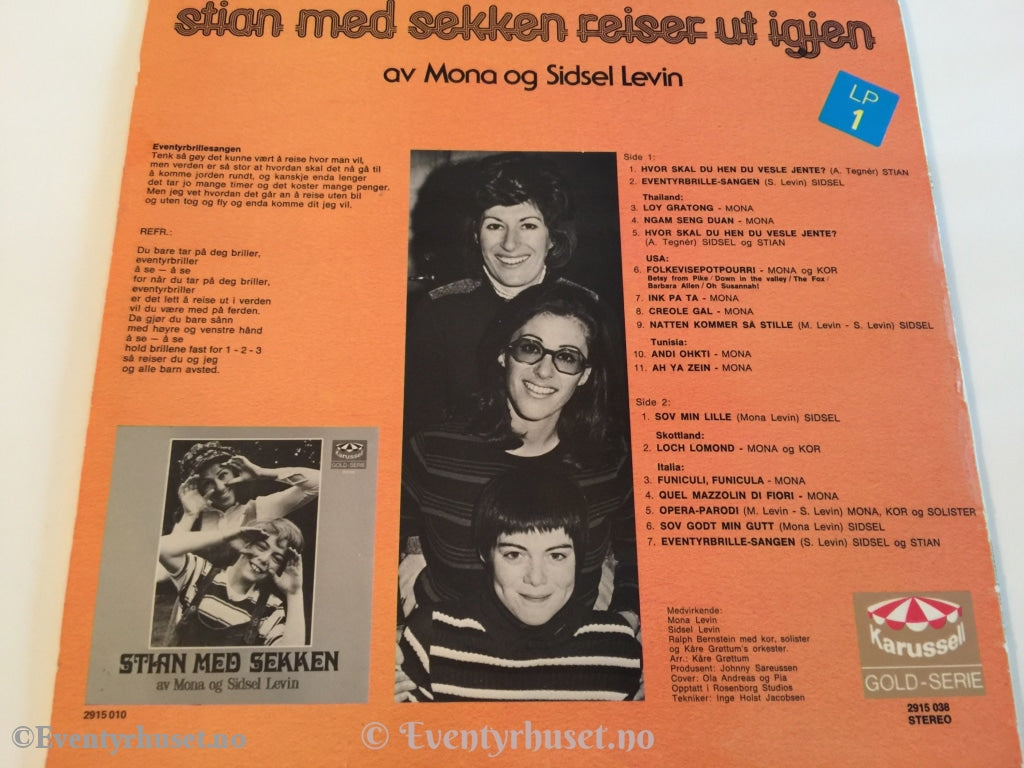 stian med sekken reiser ut igjen
av Mona og Sidsel Levin
LP
1
Eventyrbrillesangen
Tenk så gøy det kunne vært å reise hvor man vil,
men verden er så stor at hvordan skal det nå gå til
å komme jorden rundt, og kanskje enda lenger
det tar jo mange timer og det koster mange penger.
Men jeg vet hvordan det går an å reise uten bil
og uten tog og fly og enda komme dit jeg vil.
REFR.:
Du bare tar på deg briller,
eventyrbriller
å se — å se
for når du tar på deg briller,
eventyrbriller
er det lett å reise ut i verden
vil du være med på ferden.
Da gjør du bare sånn
med høyre og venstre hånd
å se — å se
hold brillene fast for 1 - 2 - 3
så reiser du og jeg
og alle barn avsted.
Karussell
GOLD-SERIE
STIAN MED SEKKEN
av Mona og Sidsel Levin
2915 010
Side 1:
1. HVOR SKAL DU HEN DU VESLE JENTE? (A. Tegnér) STIAN
2. EVENTYRBRILLE-SANGEN (S. Levin) SIDSEL
Thailand:
3. LOY GRATONG - MONA
4. NGAM SENG DUAN - MONA
5. HVOR SKAL DU HEN DU VESLE JENTE?
(A. Tegnér) SIDSEL og STIAN
USA:
6. FOLKEVISEPOTPOURRI - MONA og KOR
Betsy from Pike / Down in the valley / The Fox /
Barbara Allen / Oh Susannah!
7. INK PA TA - MONA
8. CREOLE GAL - MONA
9. NATTEN KOMMER SÅ STILLE (M. Levin - S. Levin) SIDSEL
Tunisia:
10. ANDI OHKTI - MONA
11. AH YA ZEIN - MONA
Side 2:
1. SOV MIN LILLE (Mona Levin) SIDSEL
Skottland:
2. LOCH LOMOND - MONA og KOR
Italia:
3. FUNICULI, FUNICULA - MONA
4. QUEL MAZZOLIN DI FIORI - MONA
5. OPERA-PARODI (M. Levin - S. Levin) MONA, KOR og SOLISTER
6. SOV GODT MIN GUTT (Mona Levin) SIDSEL
7. EVENTYRBRILLE-SANGEN (S. Levin) SIDSEL og STIAN
Medvirkende:
Mona Levin
Sidsel Levin
Ralph Bernstein med kor, solister
og Kåre Grøttum's orkester.
Arr.: Kåre Grøttum
Produsent: Johnny Sareussen
Cover: Ola Andreas og Pia
Opptatt i Rosenborg Studios
Tekniker: Inge Holst Jacobsen
Karussell
GOLD-SERIE
2915 036
STEREO
©Eventyrhuset.no
© Eventyrhuset.no